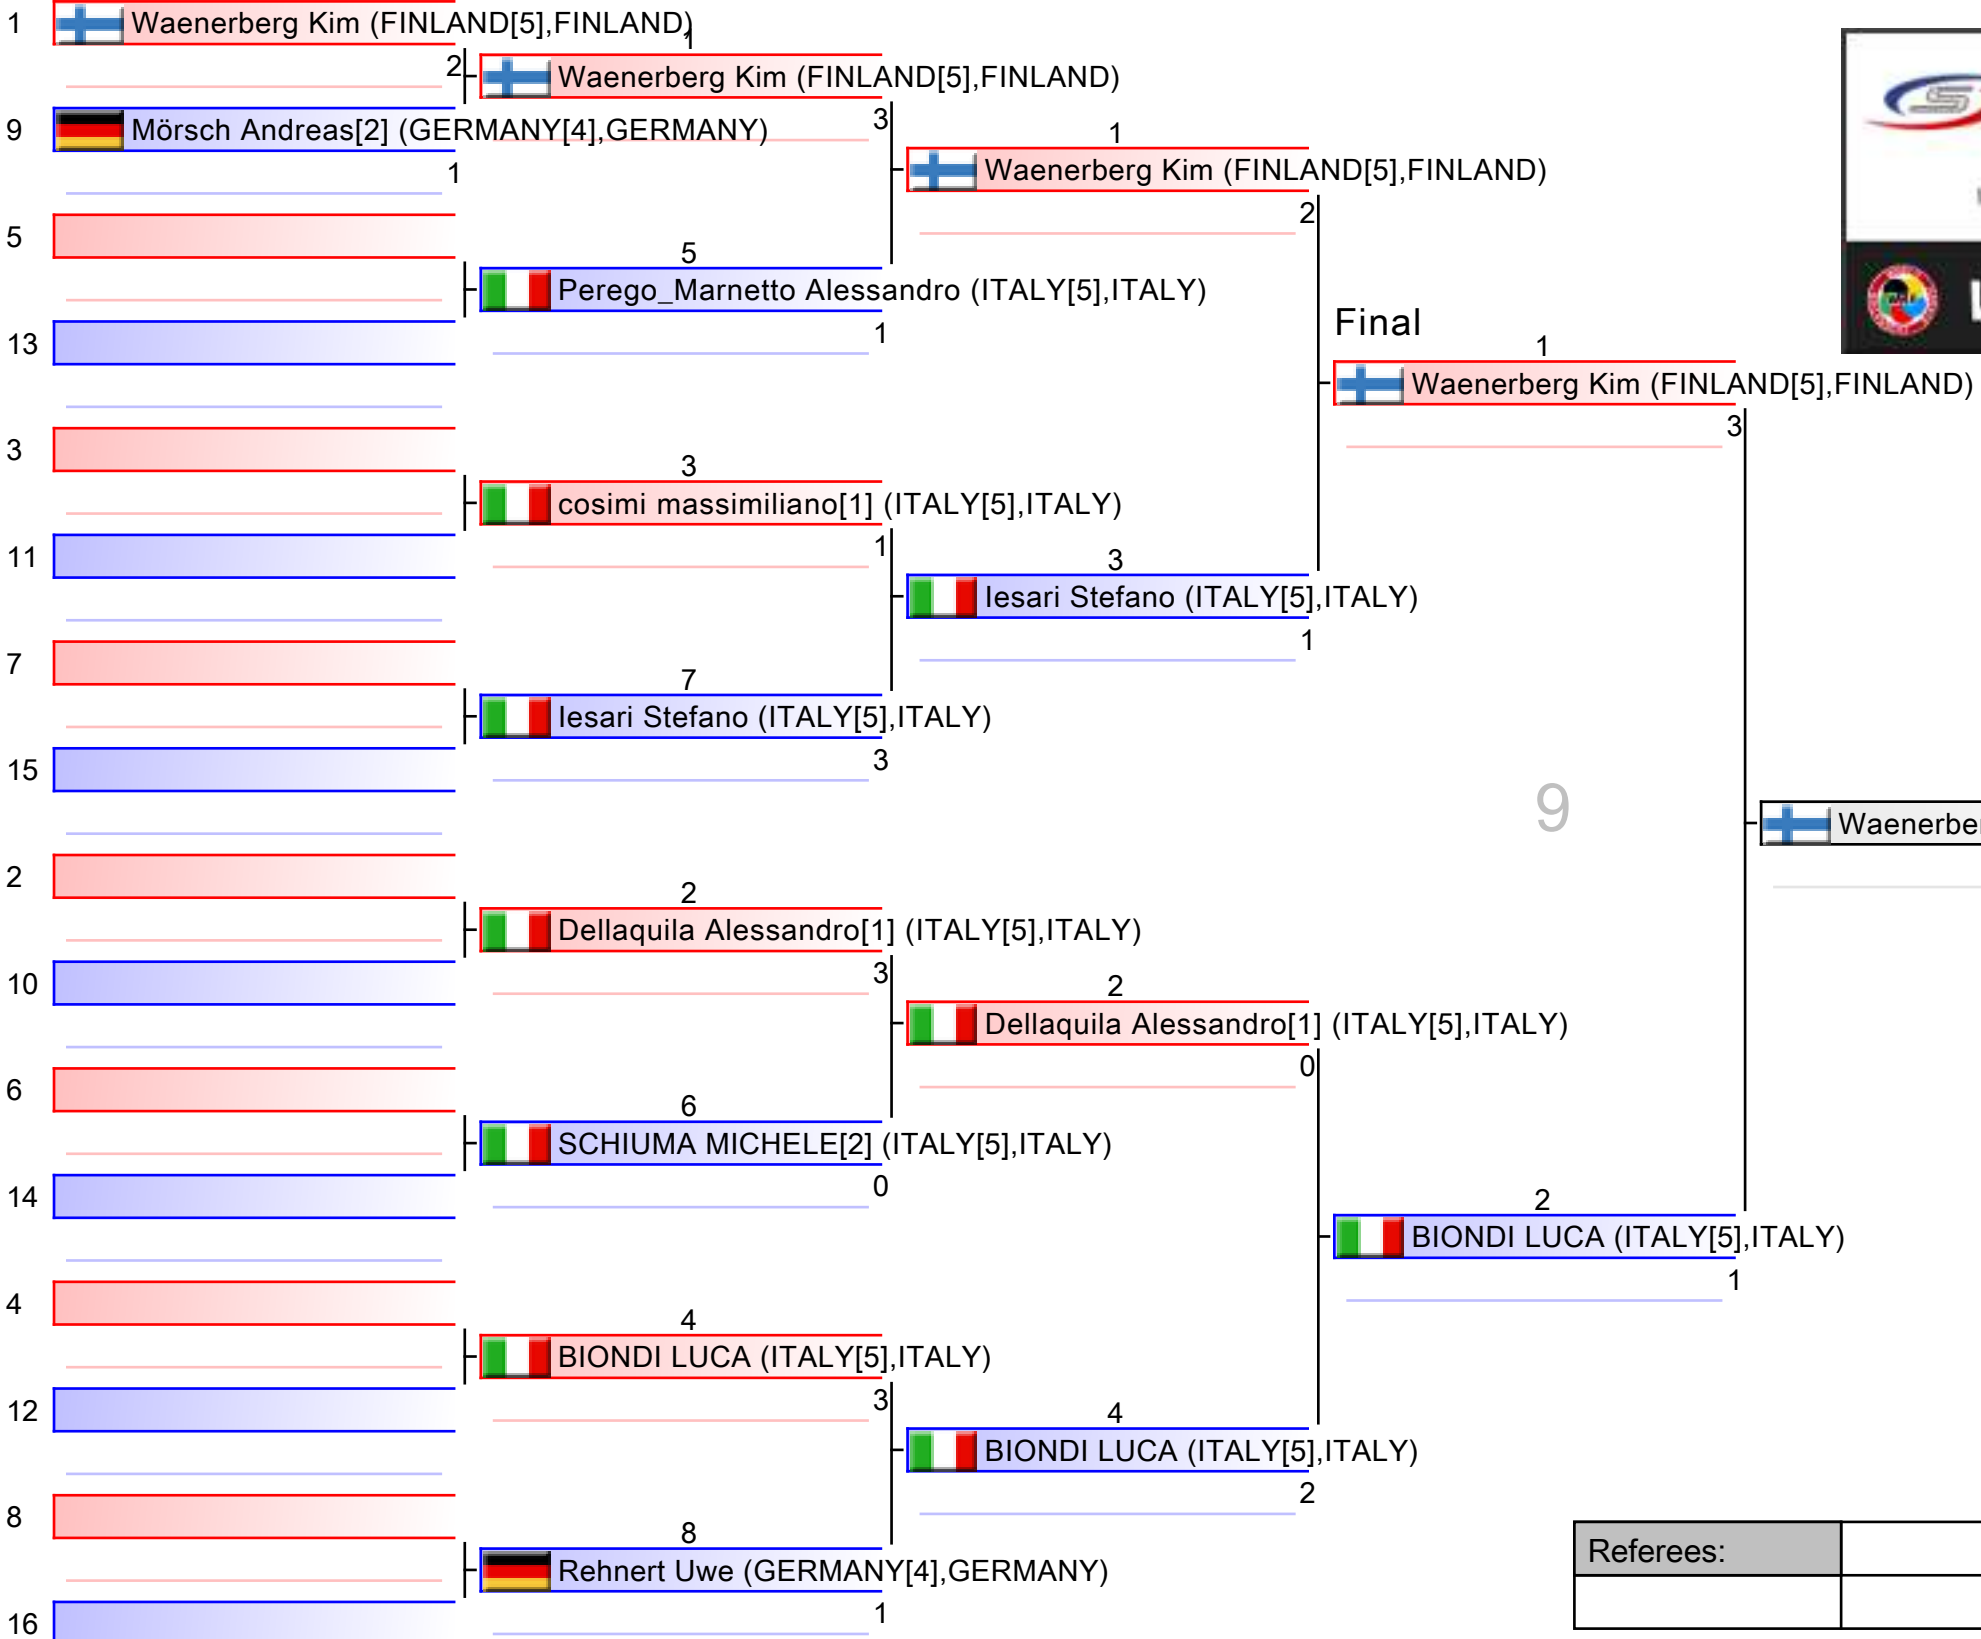 1 Waenerberg Kim (FINLAND[5],FINLAND)
1
2
Waenerberg Kim (FINLAND[5],FINLAND)
9 Mörsch Andreas[2] (GERMANY[4],GERMANY)
3
1
1
Waenerberg Kim (FINLAND[5],FINLAND)
2
5
5
Perego_Marnetto Alessandro (ITALY[5],ITALY)
1
13
Final
1
Waenerberg Kim (FINLAND[5],FINLAND)
3
3
3
cosimi massimiliano[1] (ITALY[5],ITALY)
1
11
3
Iesari Stefano (ITALY[5],ITALY)
1
7
7
Iesari Stefano (ITALY[5],ITALY)
3
15
9
2
2
Dellaquila Alessandro[1] (ITALY[5],ITALY)
3
10
2
Dellaquila Alessandro[1] (ITALY[5],ITALY)
0
6
6
SCHIUMA MICHELE[2] (ITALY[5],ITALY)
0
14
2
BIONDI LUCA (ITALY[5],ITALY)
1
4
4
BIONDI LUCA (ITALY[5],ITALY)
3
12
4
BIONDI LUCA (ITALY[5],ITALY)
2
8
8
Rehnert Uwe (GERMANY[4],GERMANY)
1
16
Referees: